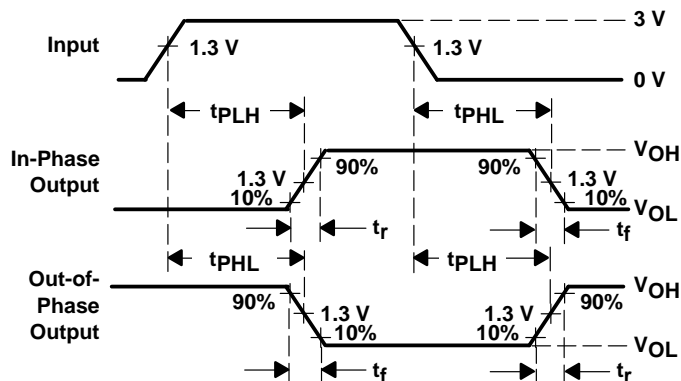 3 V
Input
1.3 V
1.3 V
0 V
tPLH
tPHL
In-Phase
Output
VOH
90%
90%
1.3 V
1.3 V
10%
10%
VOL
tr
tf
tPHL
tPLH
Out-of-
Phase
Output
VOH
90%
90%
1.3 V
1.3 V
10%
10%
VOL
tf
tr